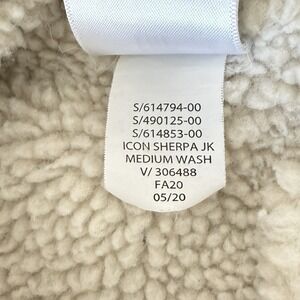 S/614794-00
S/490125-00
S/614853-00
ICON SHERPA JK
MEDIUM WASH
V/ 306488
FA20
05/20